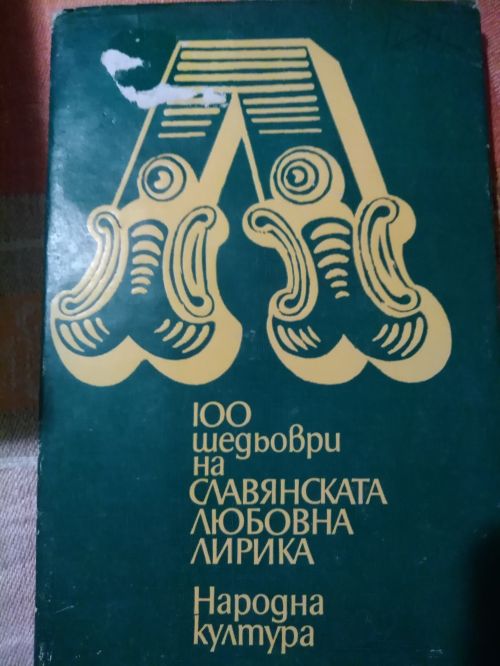 Л
100
шедьоври
на
СЛАВЯНСКАТА
ЛЮБОВНА
ЛИРИКА
Народна
култура